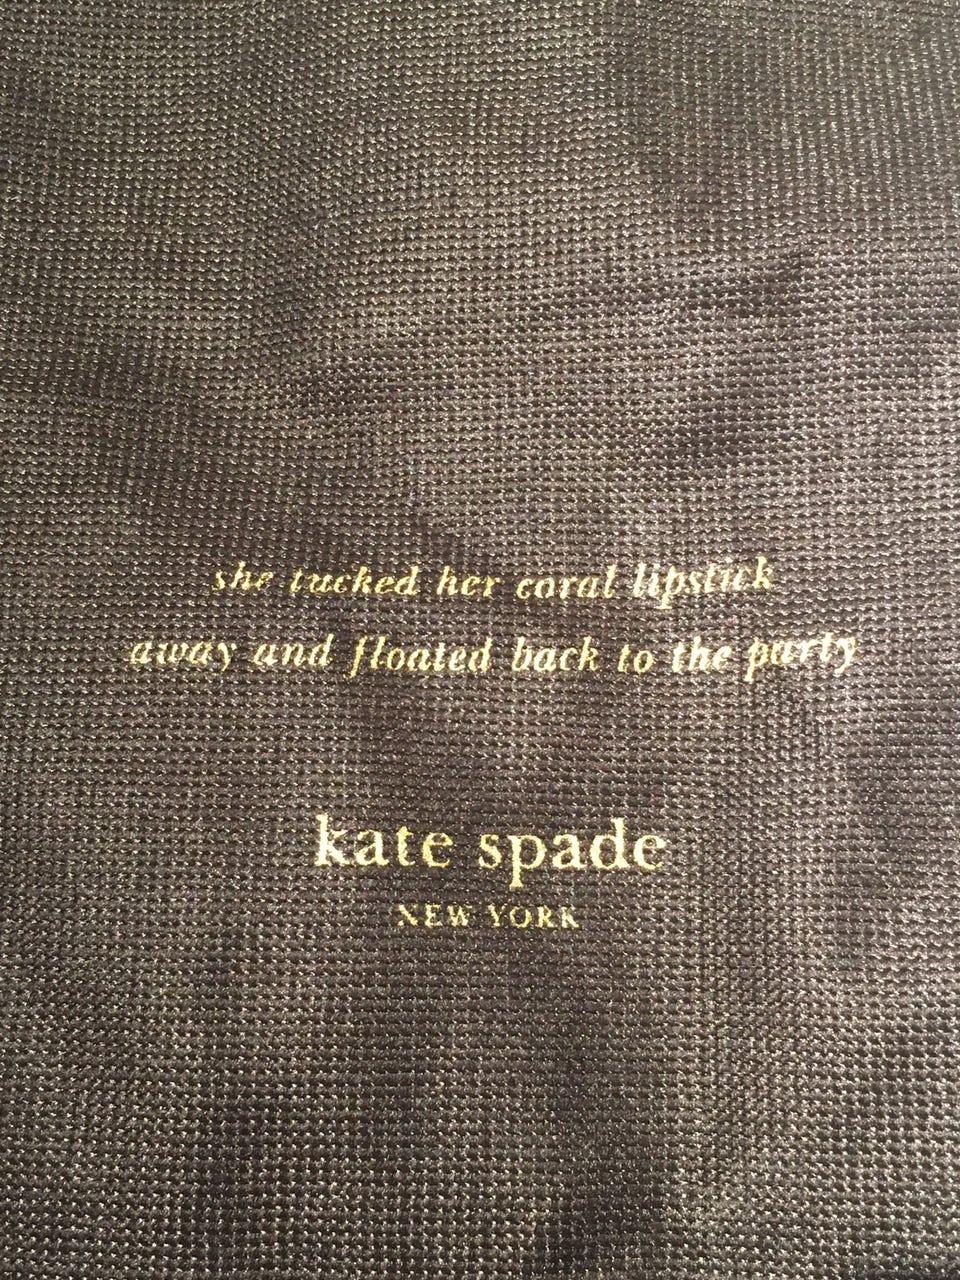 she tucked her coral lipstick
away and floated back to the party
kate spade
NEW YORK